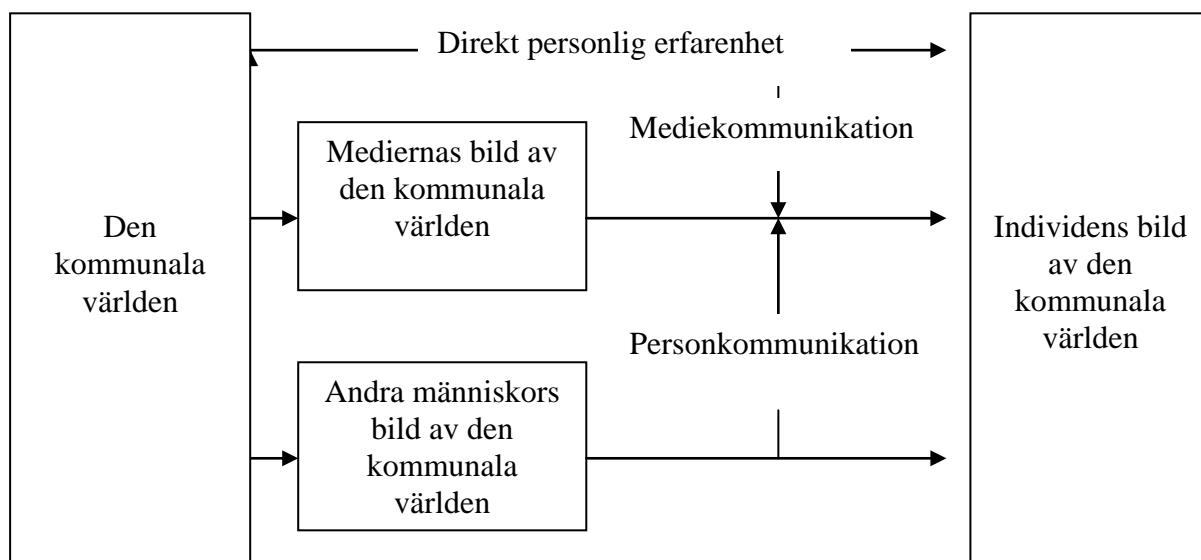 Direkt personlig erfarenhet
Mediekommunikation
Mediernas bild av
den kommunala
världen
Den
kommunala
världen
Individens bild
av den
kommunala
världen
Personkommunikation
Andra människors
bild av den
kommunala
världen